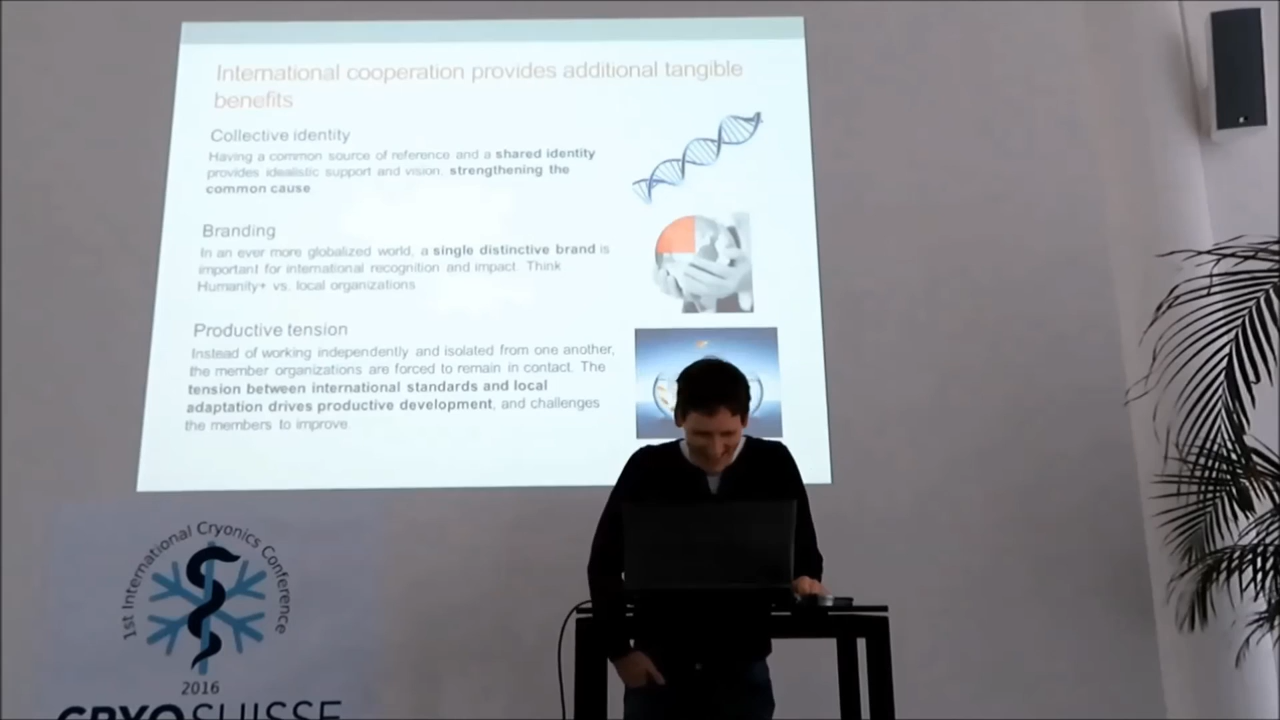 International cooperation provides additional tangible
benefits
Collective identity
Having a common source of reference and a shared identity
provides idealistic support and vision, strengthening the
common cause
Branding
In an ever more globalized world, a single distinctive brand is
important for international recognition and impact. Think
Humanity+ vs. local organizations
Productive tension
Instead of working independently and isolated from one another,
the member organizations are forced to remain in contact. The
tension between international standards and local
adaptation drives productive development, and challenges
the members to improve.
1st International Cryonics Conference
2016
CRYOSUISSE